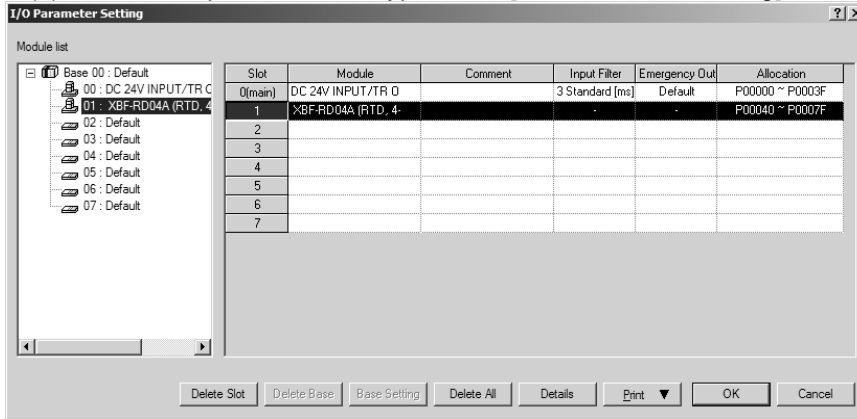 I/O Parameter Setting
Module list
Base 00 : Default
00 : DC 24V INPUT/TR O
01 : XBF-RD04A (RTD, 4
02 : Default
03 : Default
04 : Default
05 : Default
06 : Default
07 : Default
Slot Module Comment Input Filter Emergency Out Allocation
0(main) DC 24V INPUT/TR O 3 Standard [ms] Default P00000 ~ P0003F
1 XBF-RD04A (RTD, 4- - - P00040 ~ P0007F
2
3
4
5
6
7
Delete Slot Delete Base Base Setting Delete All Details Print ▼ OK Cancel